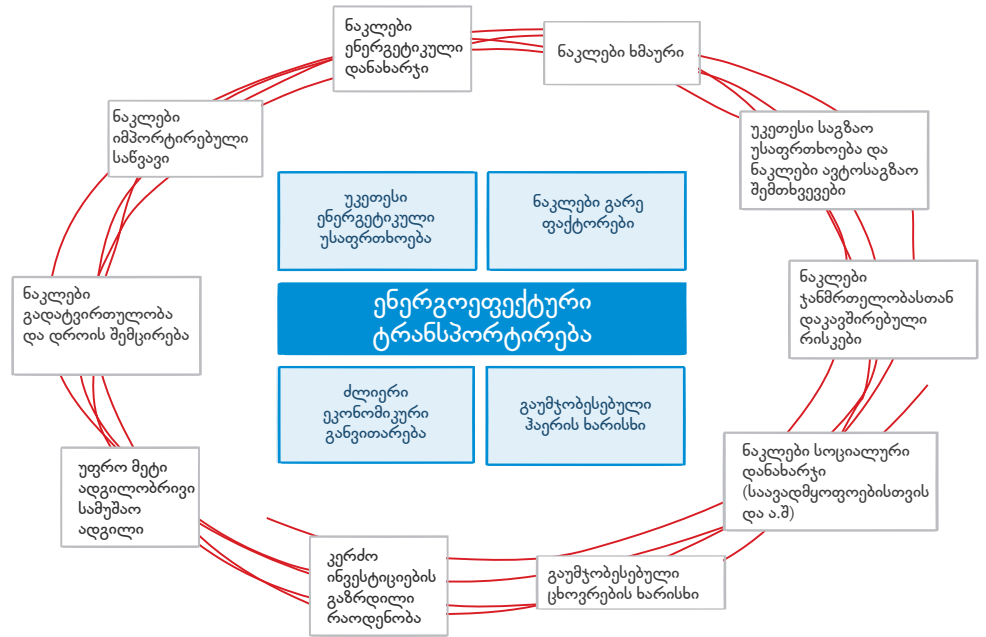 ნაკლები
ენერგეტიკული
დანახარჯი
ნაკლები ხმაური
ნაკლები
იმპორტირებული
საწვავი
უკეთესი საგზაო
უსაფრთხოება და
ნაკლები ავტოსაგზაო
შემთხვევები
უკეთესი
ენერგეტიკული
უსაფრთხოება
ნაკლები გარე
ფაქტორები
ნაკლები
გადატვირთულობა
და დროის შემცირება
ენერგოეფექტური
ტრანსპორტირება
ნაკლები
ჯანმრთელობასთან
დაკავშირებული
რისკები
ძლიერი
ეკონომიკური
განვითარება
გაუმჯობესებული
ჰაერის ხარისხი
უფრო მეტი
ადგილობრივი
სამუშაო
ადგილი
ნაკლები სოციალური
დანახარჯი
(საავადმყოფოებისთვის
და ა.შ)
კერძო
ინვესტიციების
გაზრდილი
რაოდენობა
გაუმჯობესებული
ცხოვრების ხარისხი